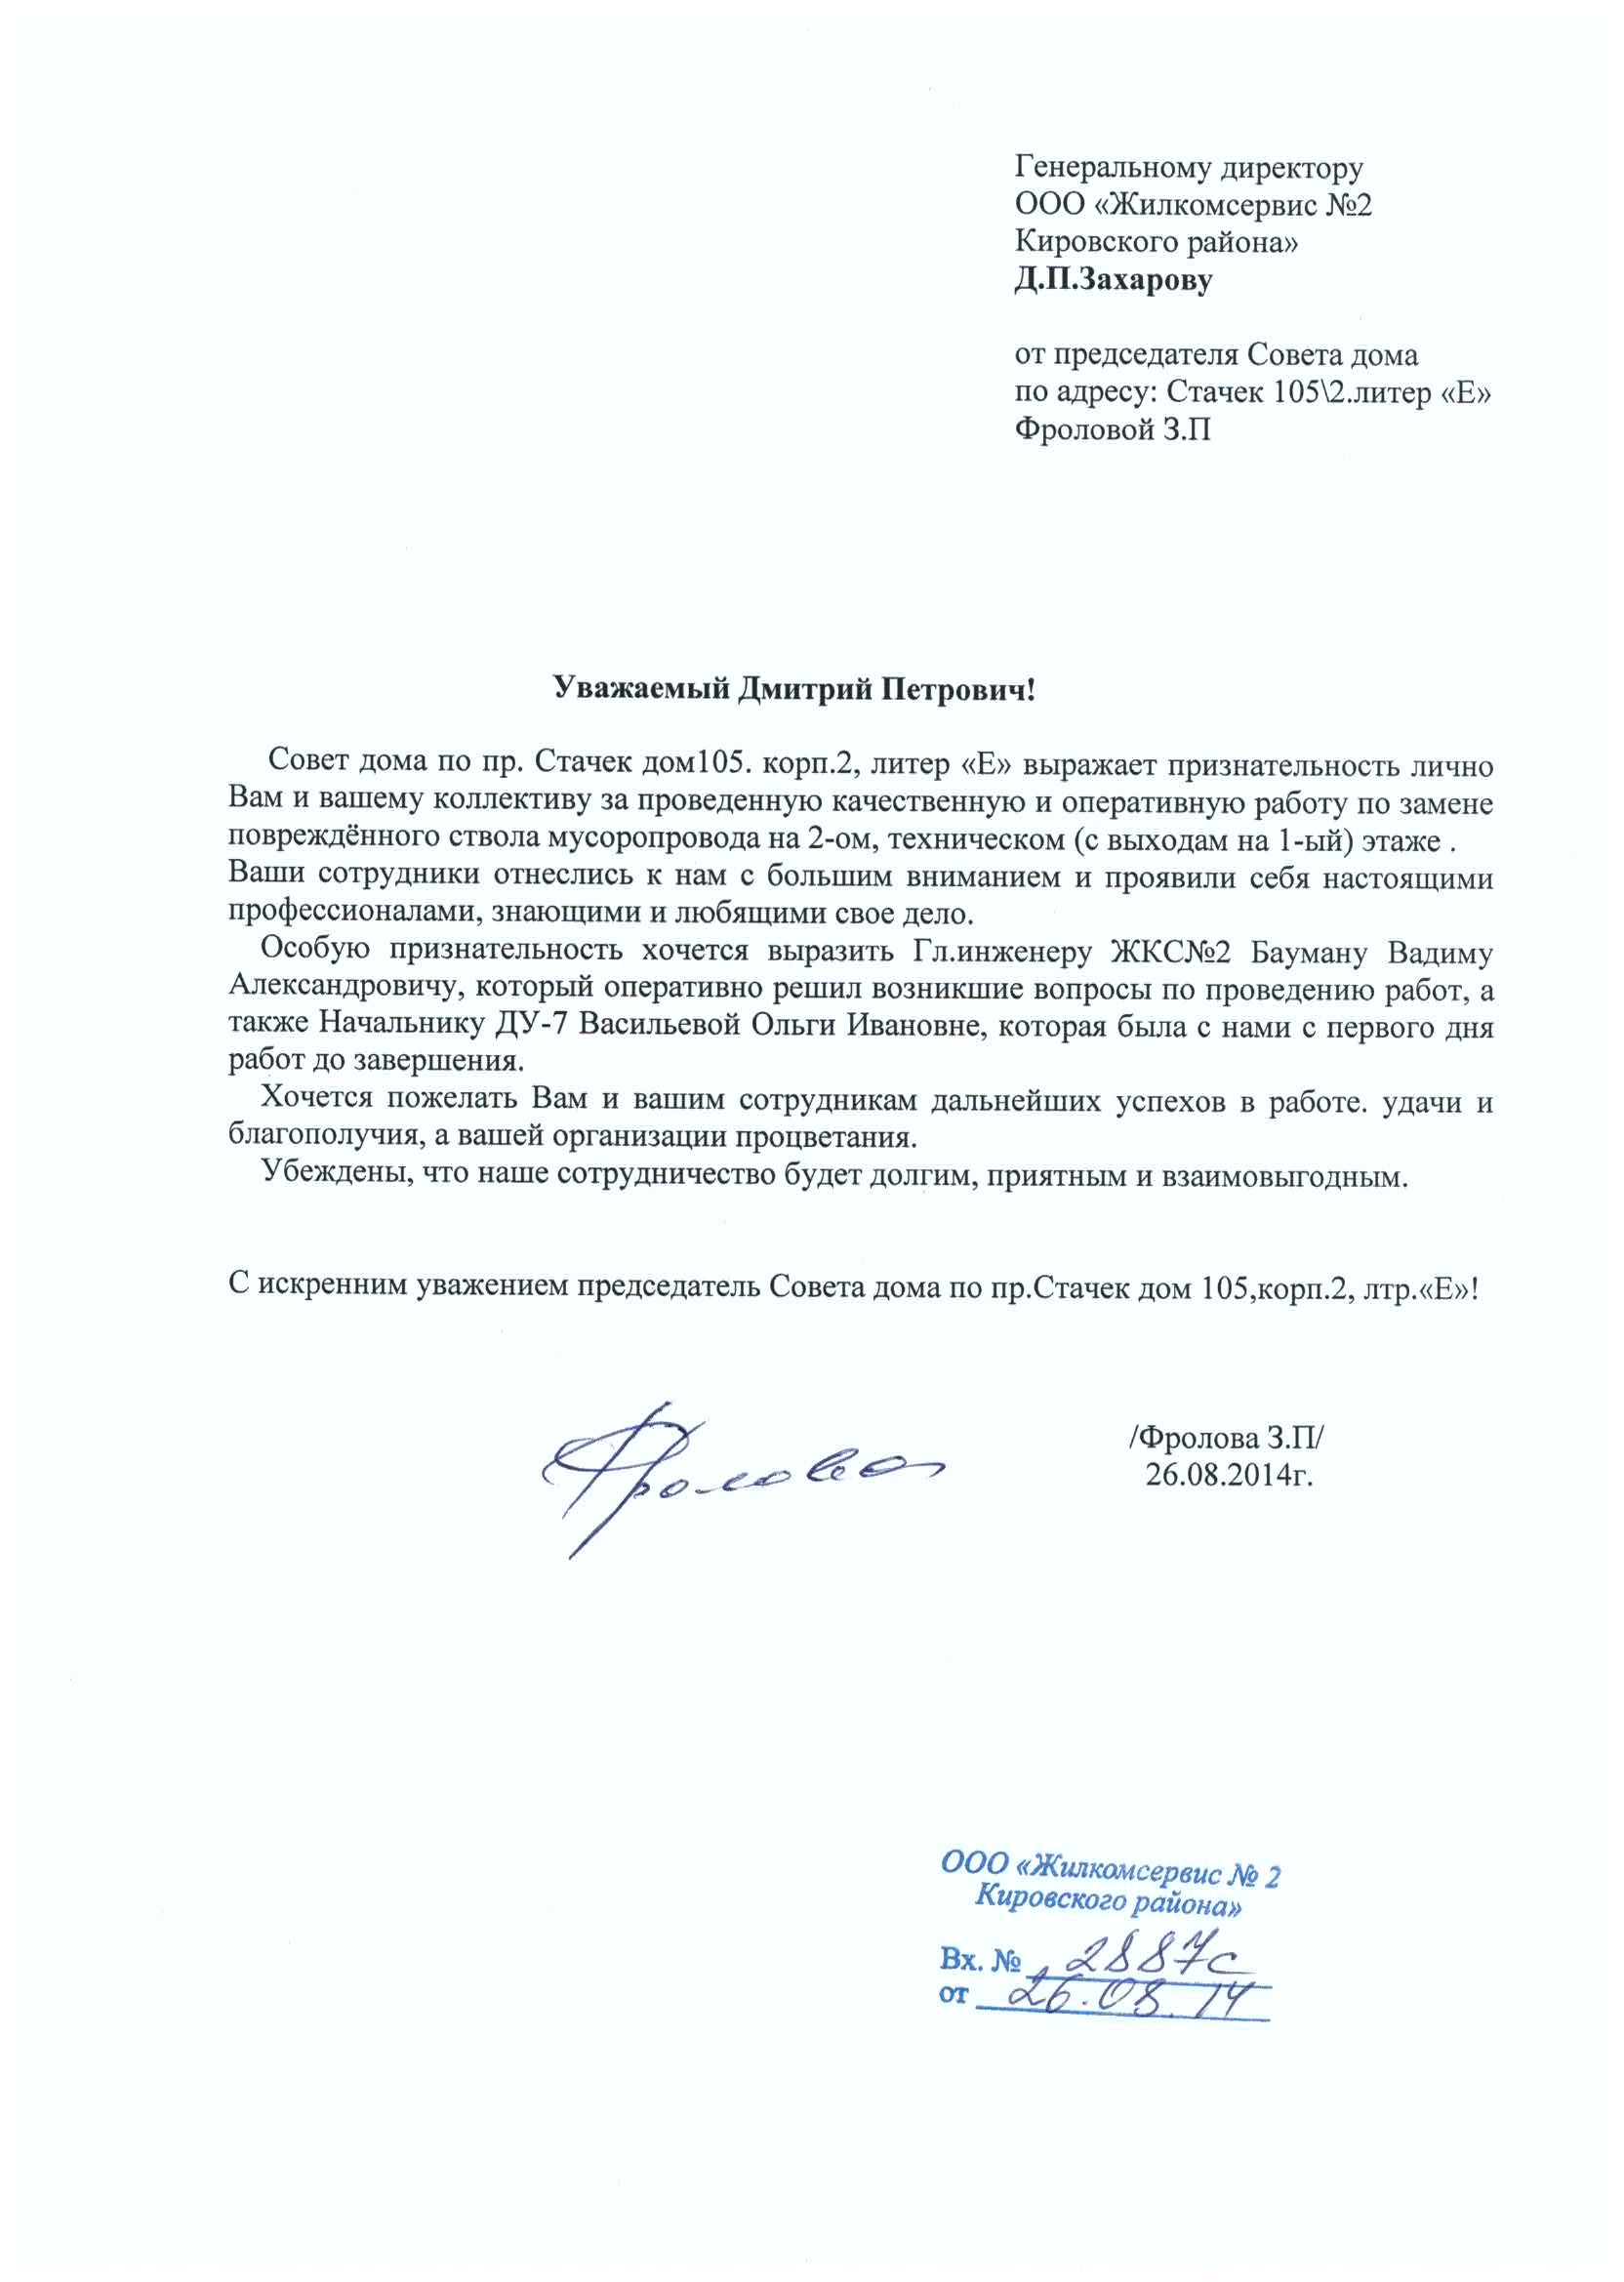 Генеральному директору
ООО «Жилкомсервис №2
Кировского района»
Д.П.Захарову
от председателя Совета дома
по адресу: Стачек 105\2.литер «Е»
Фроловой З.П
Уважаемый Дмитрий Петрович!
Совет дома по пр. Стачек дом105. корп.2, литер «Е» выражает признательность лично
Вам и вашему коллективу за проведенную качественную и оперативную работу по замене
повреждённого ствола мусоропровода на 2-ом, техническом (с выходам на 1-ый) этаже .
Ваши сотрудники отнеслись к нам с большим вниманием и проявили себя настоящими
профессионалами, знающими и любящими свое дело.
Особую признательность хочется выразить Гл.инженеру ЖКС№2 Бауману Вадиму
Александровичу, который оперативно решил возникшие вопросы по проведению работ, а
также Начальнику ДУ-7 Васильевой Ольги Ивановне, которая была с нами с первого дня
работ до завершения.
Хочется пожелать Вам и вашим сотрудникам дальнейших успехов в работе. удачи и
благополучия, а вашей организации процветания.
Убеждены, что наше сотрудничество будет долгим, приятным и взаимовыгодным.
С искренним уважением председатель Совета дома по пр.Стачек дом 105,корп.2, лтр.«Е»!
Фролова
/Фролова З.П/
26.08.2014г.
ООО «Жилкомсервис № 2
Кировского района»
Вх. № 2887с
от 26.08.14